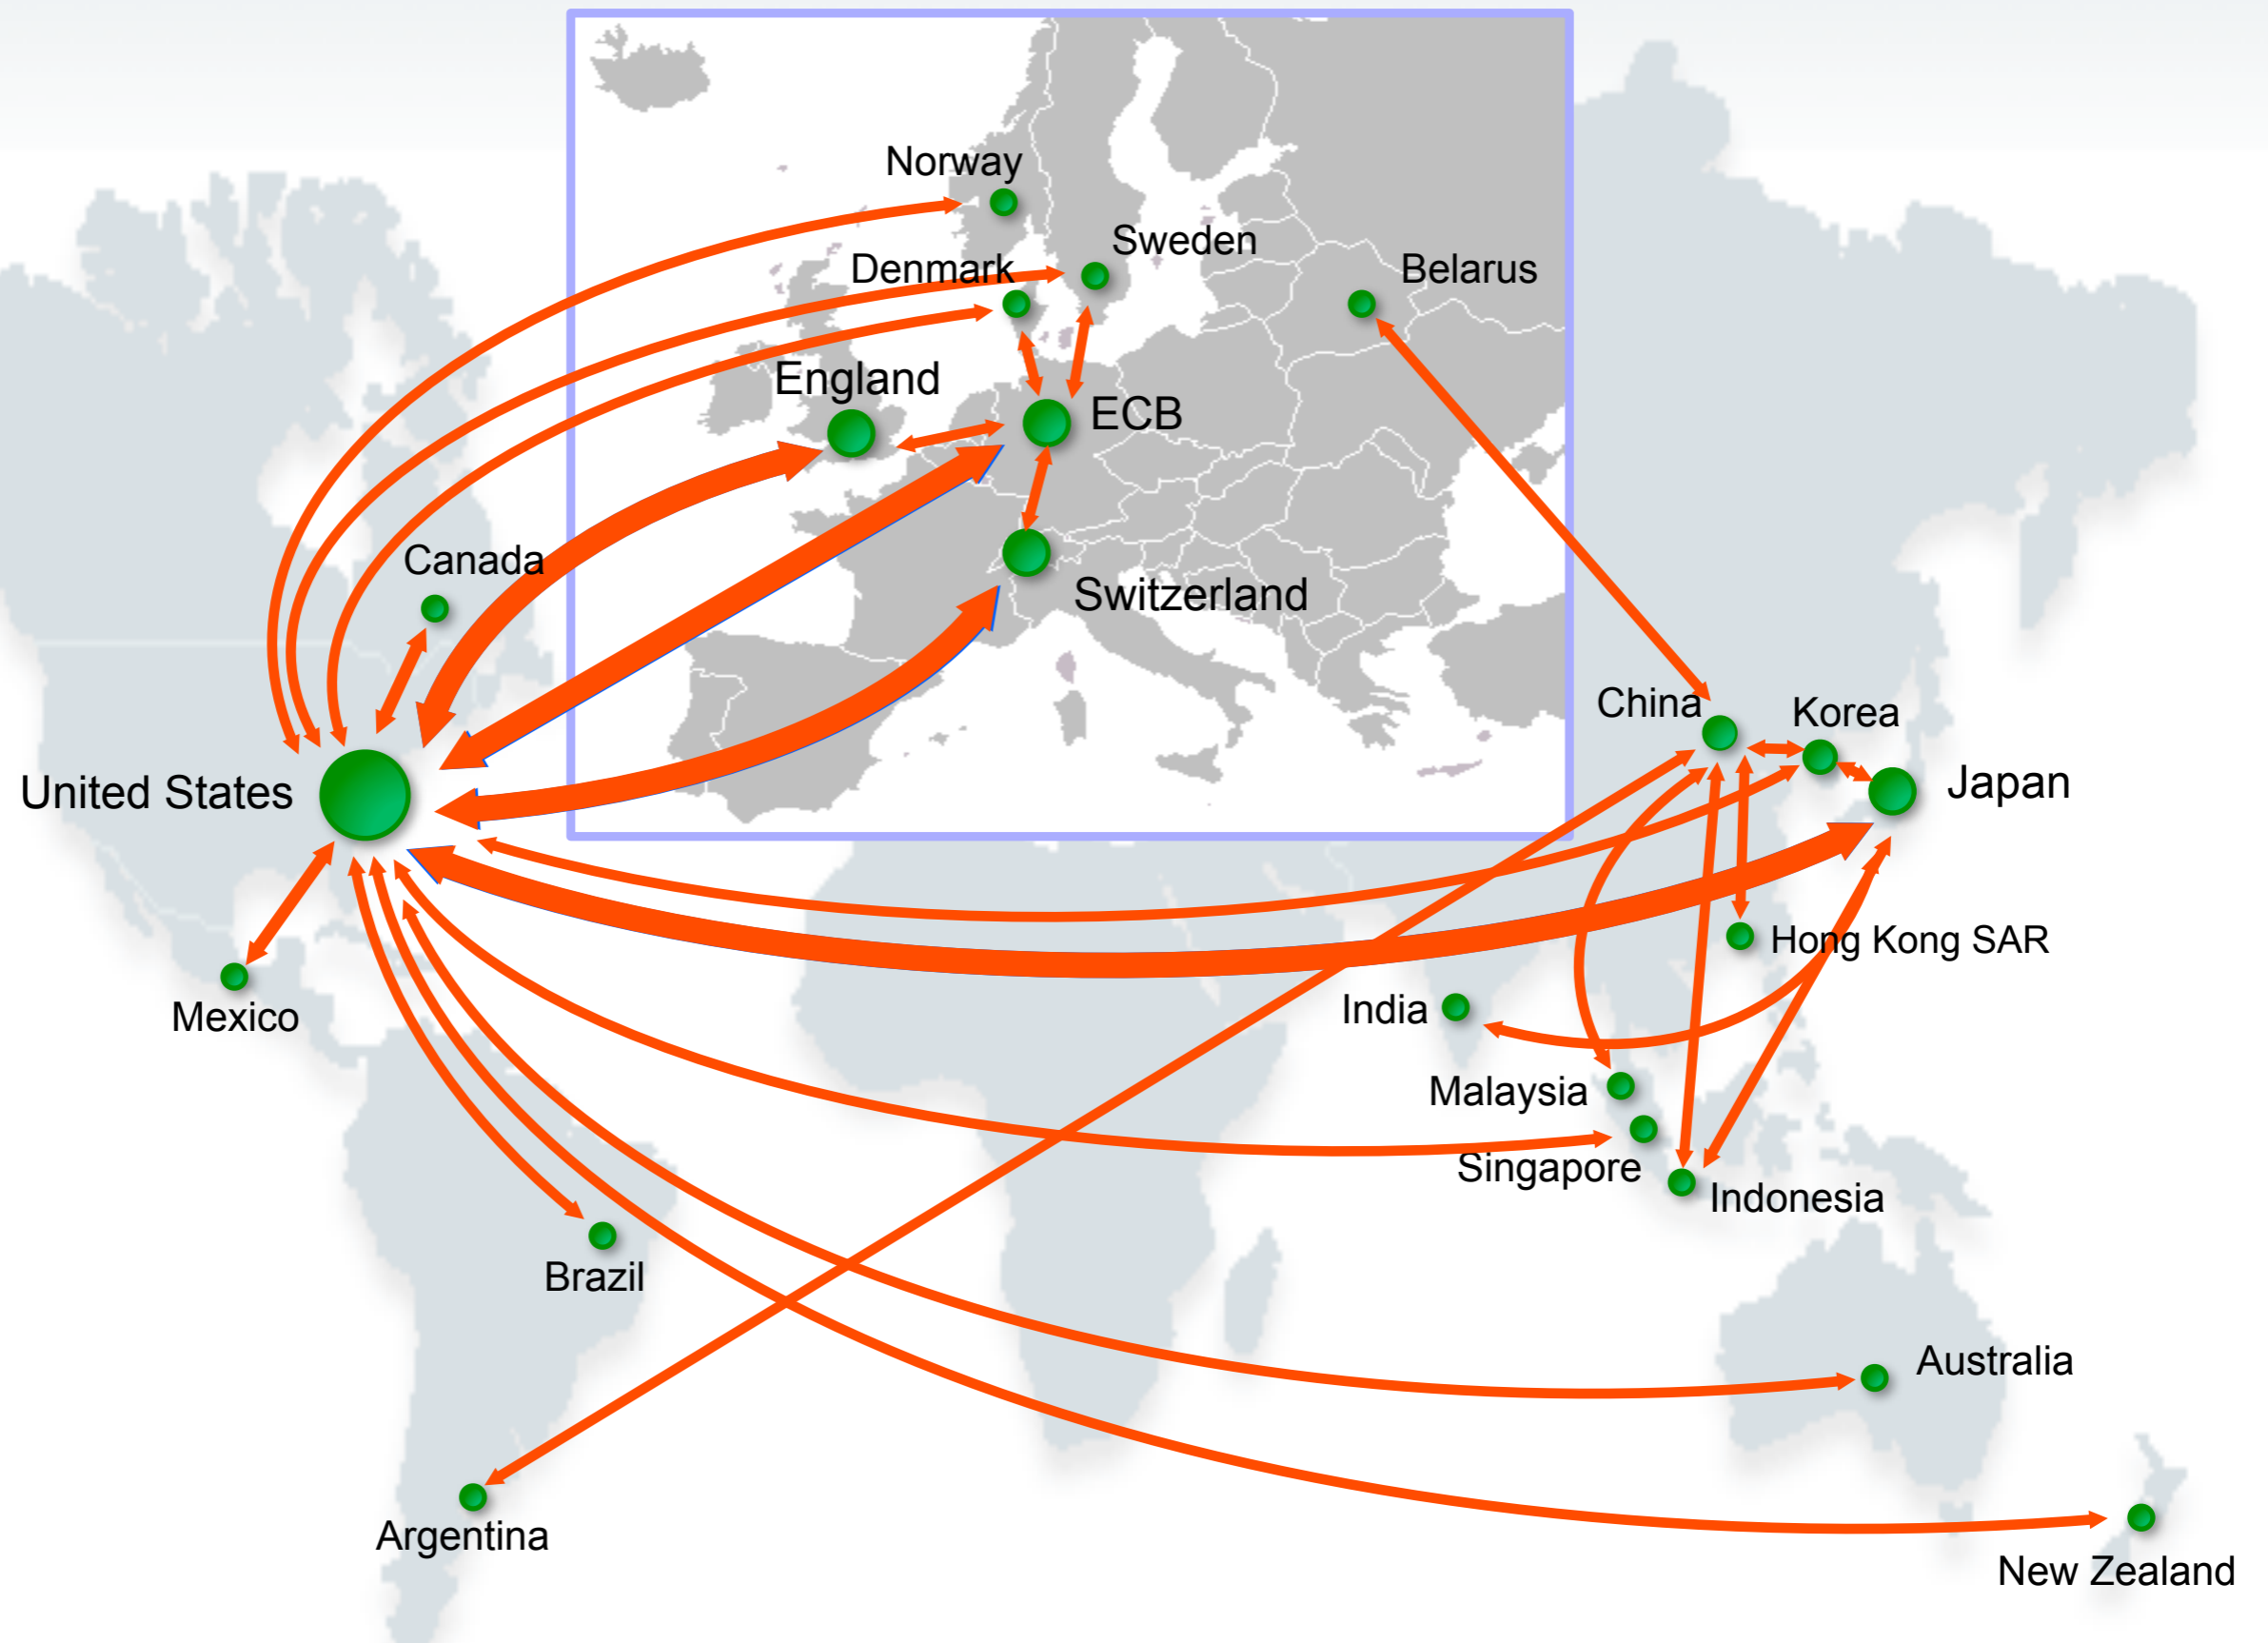 Norway
Sweden
Denmark
Belarus
England
ECB
Canada
Switzerland
China
Korea
United States
Japan
Hong Kong SAR
India
Mexico
Malaysia
Singapore
Indonesia
Brazil
Australia
Argentina
New Zealand